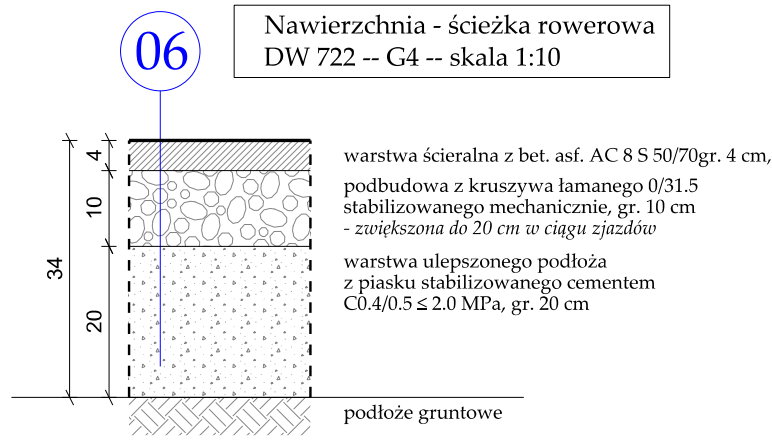 06
Nawierzchnia - ścieżka rowerowa
DW 722 -- G4 -- skala 1:10
4
10
34
20
warstwa ścieralna z bet. asf. AC 8 S 50/70gr. 4 cm,
podbudowa z kruszywa łamanego 0/31.5
stabilizowanego mechanicznie, gr. 10 cm
- zwiększona do 20 cm w ciągu zjazdów
warstwa ulepszonego podłoża
z piasku stabilizowanego cementem
C0.4/0.5 ≤ 2.0 MPa, gr. 20 cm
podłoże gruntowe